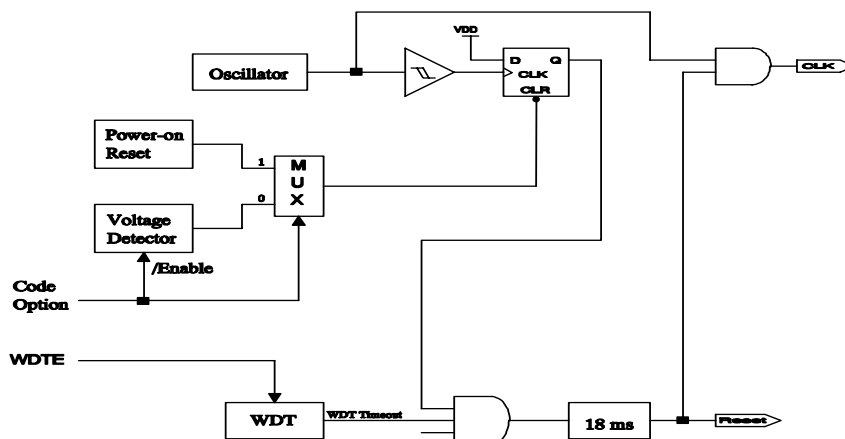 VDD
D Q
CLK
CLR
Oscillator
CLK
Power-on
Reset
1
0
M
U
X
Voltage
Detector
/Enable
Code
Option
WDTE
WDT
WDT Timeout
18 ms
Reset